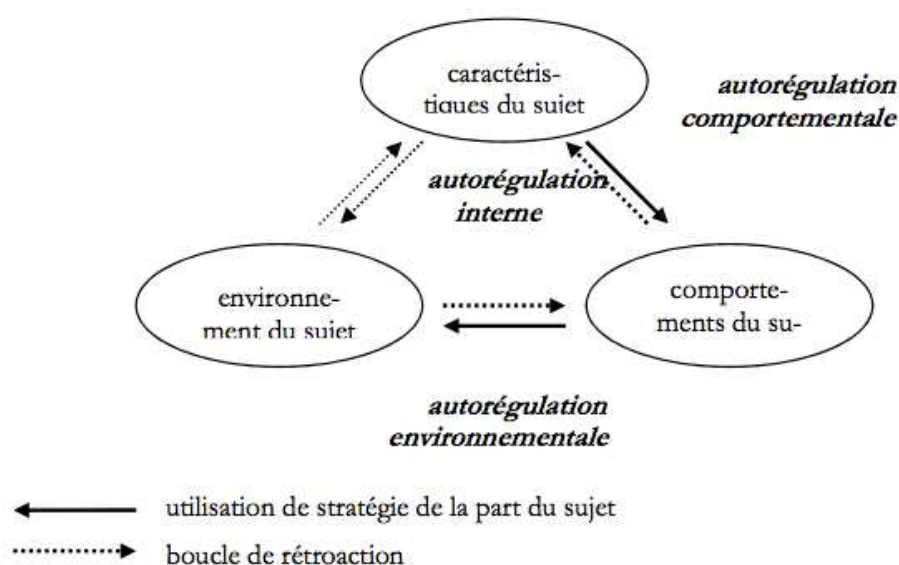 caractéris-
tiques du sujet
autorégulation
comportementale
autorégulation
interne
environne-
ment du sujet
comporte-
ments du su-
autorégulation
environnementale
utilisation de stratégie de la part du sujet
boucle de rétroaction